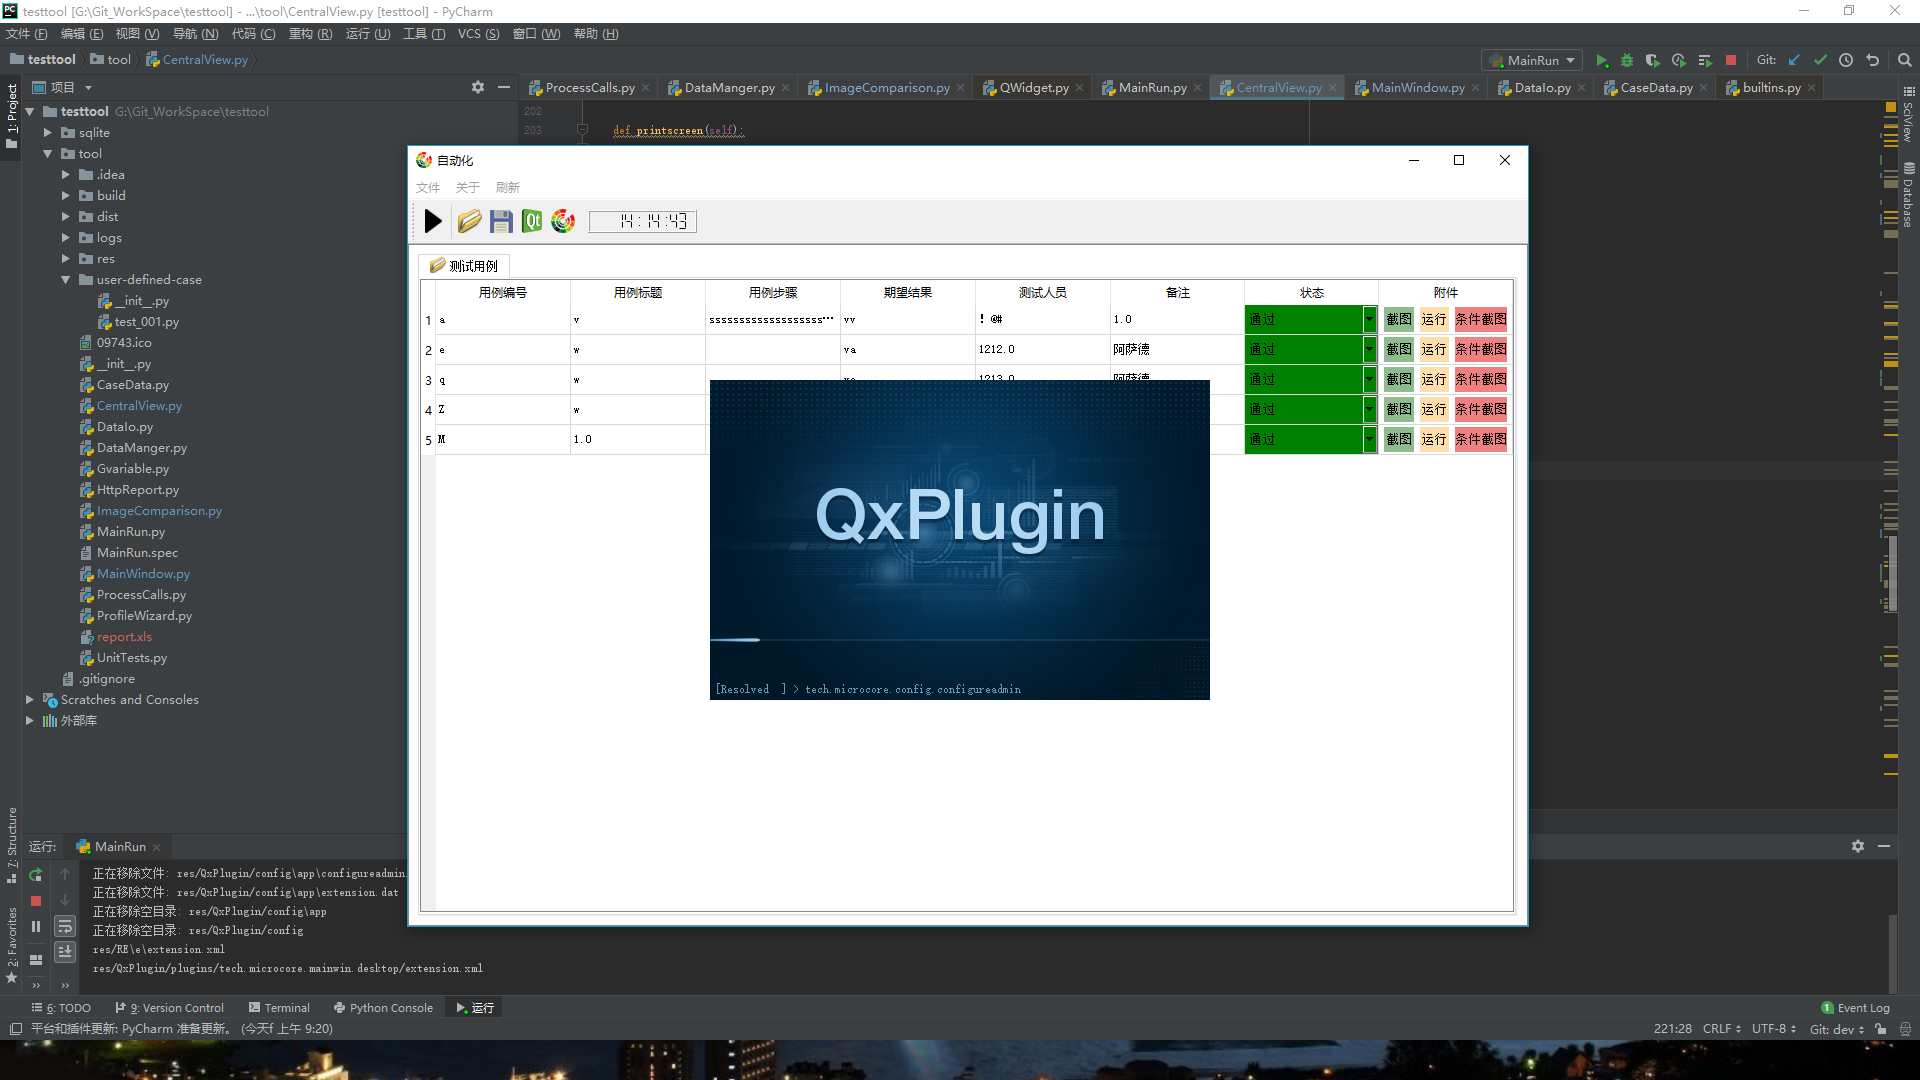 testtool [G:\Git_WorkSpace\testtool] - ...\tool\CentralView.py [testtool] - PyCharm
文件 (F) 编辑 (E) 视图 (V) 导航 (N) 代码 (C) 重构 (R) 运行 (U) 工具 (T) VCS (S) 窗口 (W) 帮助 (H)
testtool tool CentralView.py MainRun Git:
项目
ProcessCalls.py DataManger.py ImageComparison.py QWidget.py MainRun.py CentralView.py MainWindow.py DataIo.py CaseData.py builtins.py
1: Project
SciView
Database
testtool G:\Git_WorkSpace\testtool
sqlite
tool
.idea
build
dist
logs
res
user-defined-case
__init__.py
test_001.py
09743.ico
__init__.py
CaseData.py
CentralView.py
DataIo.py
DataManger.py
Gvariable.py
HttpReport.py
ImageComparison.py
MainRun.py
MainRun.spec
MainWindow.py
ProcessCalls.py
ProfileWizard.py
report.xls
UnitTests.py
.gitignore
Scratches and Consoles
外部库
202
203 def printscreen(self):
自动化
文件 关于 刷新
Qt 14:14:43
测试用例
用例编号 用例标题 用例步骤 期望结果 测试人员 备注 状态 附件
1 a v sssssssssssssssssss… vv ! @# 1.0 通过 截图 运行 条件截图
2 e w va 1212.0 阿萨德 通过 截图 运行 条件截图
3 q w 1213.0 阿萨德 通过 截图 运行 条件截图
4 Z w 通过 截图 运行 条件截图
5 M 1.0 通过 截图 运行 条件截图
QxPlugin
[Resolved ] > tech.microcore.config.configureadmin
7: Structure
2: Favorites
运行: MainRun
正在移除文件: res/QxPlugin/config\app\configureadmin.
正在移除文件: res/QxPlugin/config\app\extension.dat
正在移除空目录: res/QxPlugin/config\app
正在移除空目录: res/QxPlugin/config
res/RE\e\extension.xml
res/QxPlugin/plugins/tech.microcore.mainwin.desktop/extension.xml
6: TODO 9: Version Control Terminal Python Console 运行 1 Event Log
平台和插件更新: PyCharm 准备更新。 (今天f 上午 9:20) 221:28 CRLF UTF-8 Git: dev